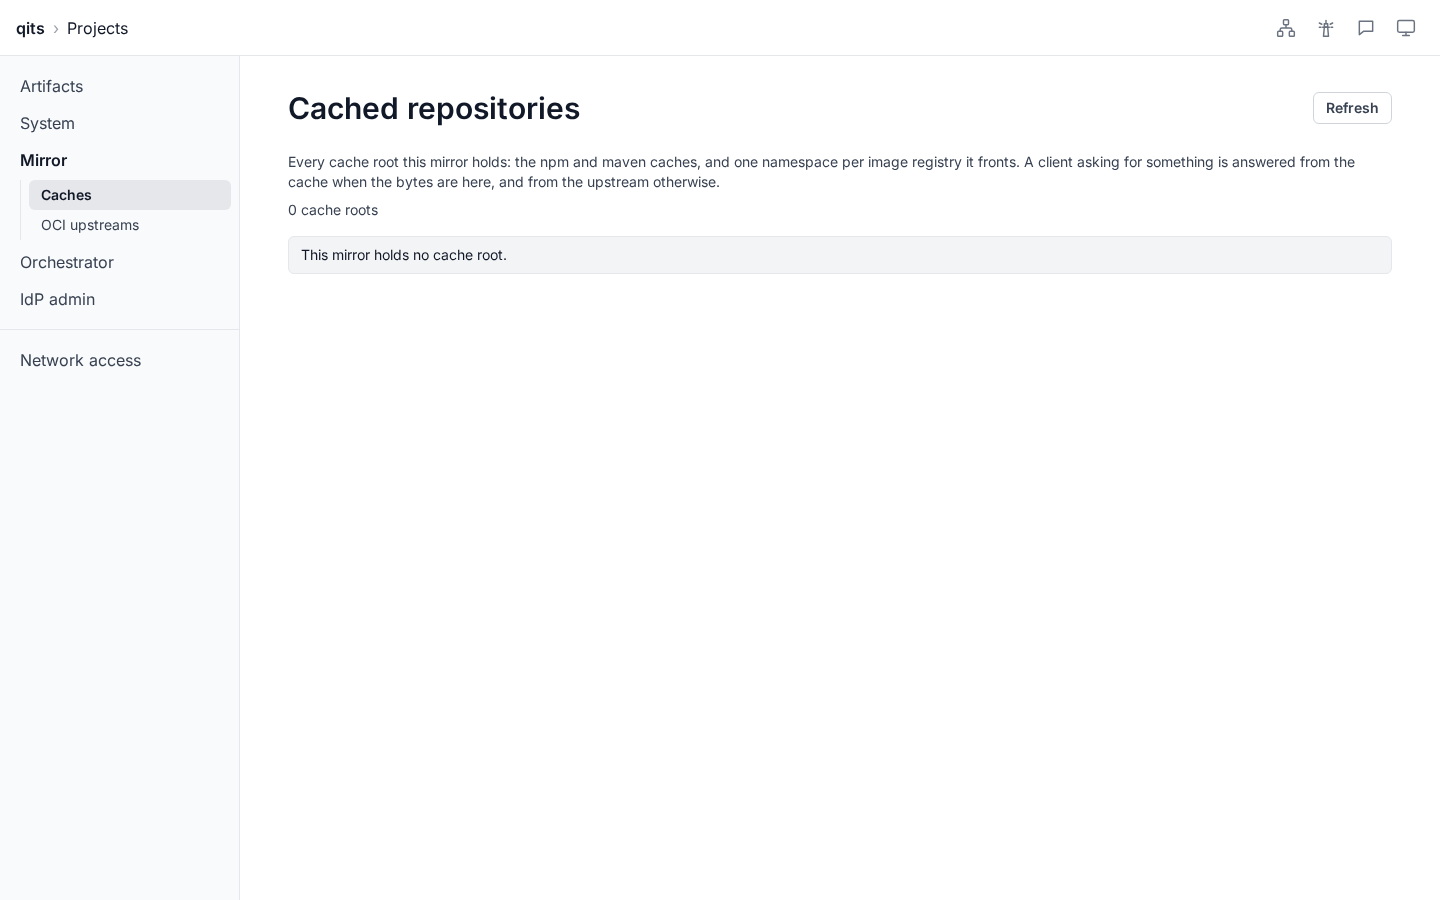 qits › Projects
Artifacts
System
Mirror
Caches
OCI upstreams
Orchestrator
IdP admin
Network access
Cached repositories
Refresh
Every cache root this mirror holds: the npm and maven caches, and one namespace per image registry it fronts. A client asking for something is answered from the
cache when the bytes are here, and from the upstream otherwise.
0 cache roots
This mirror holds no cache root.